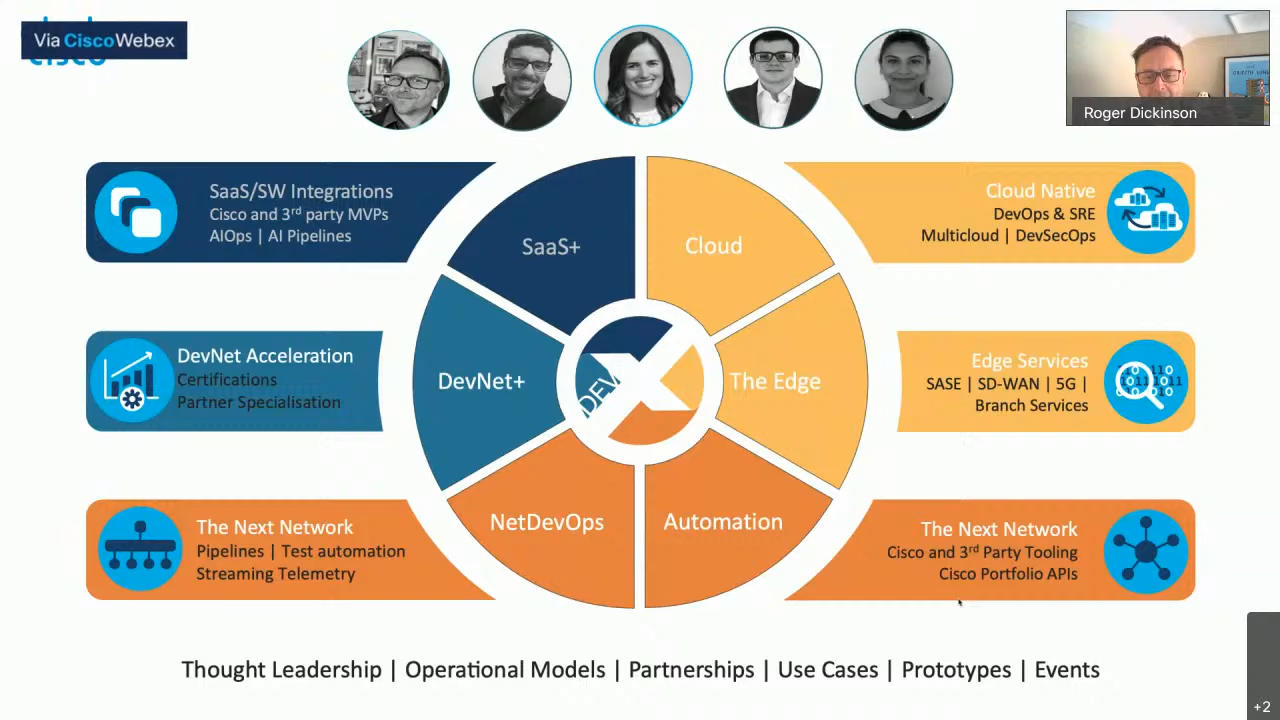 Via Cisco Webex
cisco
Roger Dickinson
SaaS/SW Integrations
Cisco and 3rd party MVPs
AIOps | AI Pipelines
Cloud Native
DevOps & SRE
Multicloud | DevSecOps
SaaS+
Cloud
DevNet Acceleration
Certifications
Partner Specialisation
DevNet+
DEV
X
The Edge
Edge Services
SASE | SD-WAN | 5G |
Branch Services
The Next Network
Pipelines | Test automation
Streaming Telemetry
NetDevOps
Automation
The Next Network
Cisco and 3rd Party Tooling
Cisco Portfolio APIs
Thought Leadership | Operational Models | Partnerships | Use Cases | Prototypes | Events
+2